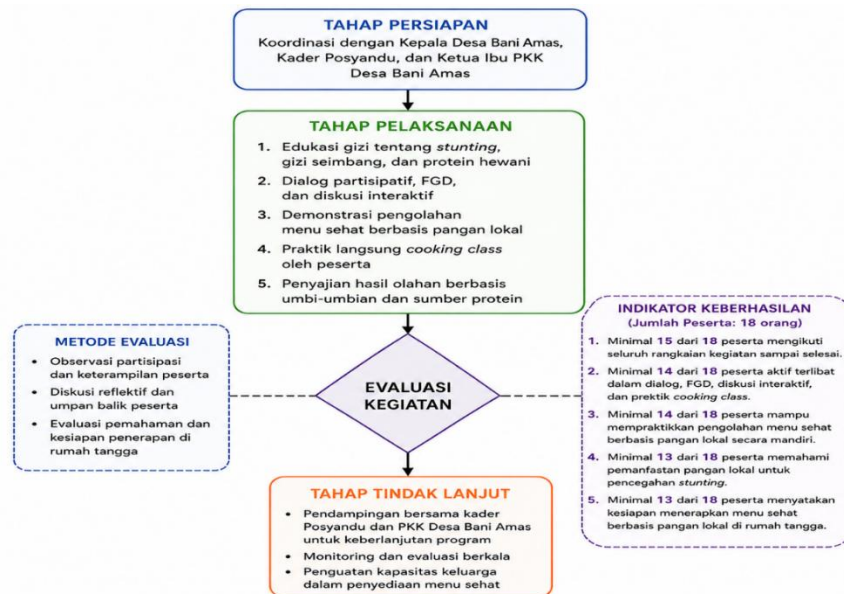 TAHAP PERSIAPAN
Koordinasi dengan Kepala Desa Bani Amas,
Kader Posyandu, dan Ketua Ibu PKK
Desa Bani Amas
TAHAP PELAKSANAAN
1. Edukasi gizi tentang stunting,
gizi seimbang, dan protein hewani
2. Dialog partisipatif, FGD,
dan diskusi interaktif
3. Demonstrasi pengolahan
menu sehat berbasis pangan lokal
4. Praktik langsung cooking class
oleh peserta
5. Penyajian hasil olahan berbasis
umbi-umbian dan sumber protein
METODE EVALUASI
• Observasi partisipasi
dan keterampilan peserta
• Diskusi reflektif dan
umpan balik peserta
• Evaluasi pemahaman dan
kesiapan penerapan di
rumah tangga
EVALUASI
KEGIATAN
INDIKATOR KEBERHASILAN
(Jumlah Peserta: 18 orang)
1. Minimal 15 dari 18 peserta mengikuti
seluruh rangkaian kegiatan sampai selesai.
2. Minimal 14 dari 18 peserta aktif terlibat
dalam dialog, FGD, diskusi interaktif,
dan prektik cooking class.
3. Minimal 14 dari 18 peserta mampu
mempraktikkan pengolahan menu sehat
berbasis pangan lokal secara mandiri.
4. Minimal 13 dari 18 peserta memahami
pemanfastan pangan lokal untuk
pencegahan stunting.
5. Minimal 13 dari 18 peserta menyatakan
kesiapan menerapkan menu sehat
berbasis pangan lokal di rumah tangga.
TAHAP TINDAK LANJUT
• Pendampingan bersama kader
Posyandu dan PKK Desa Bani Amas
untuk keberlanjutan program
• Monitoring dan evaluasi berkala
• Penguatan kapasitas keluarga
dalam penyediaan menu sehat